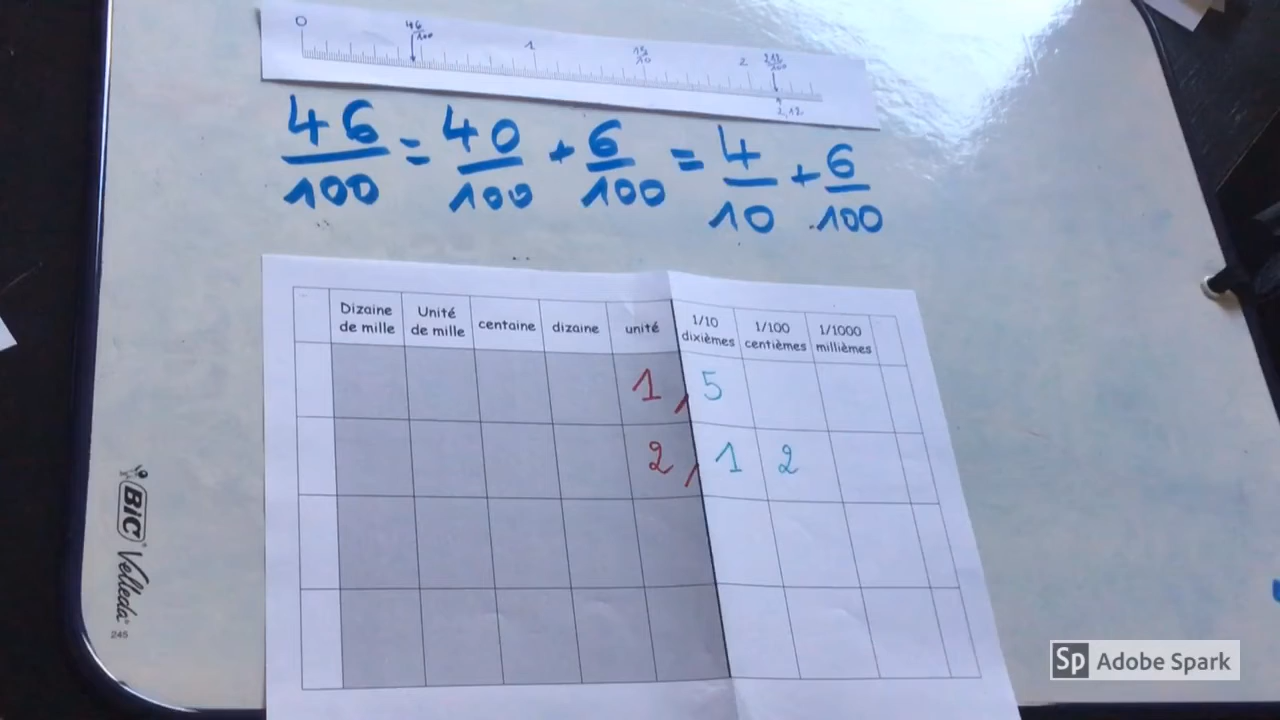 0 46/100 1 15/10 2 212/100
2,12
46/100 = 40/100 + 6/100 = 4/10 + 6/100
Dizaine de mille Unité de mille centaine dizaine unité 1/10 dixièmes 1/100 centièmes 1/1000 millièmes
1 , 5
2 , 1 2
BIC Velleda
245
Sp Adobe Spark